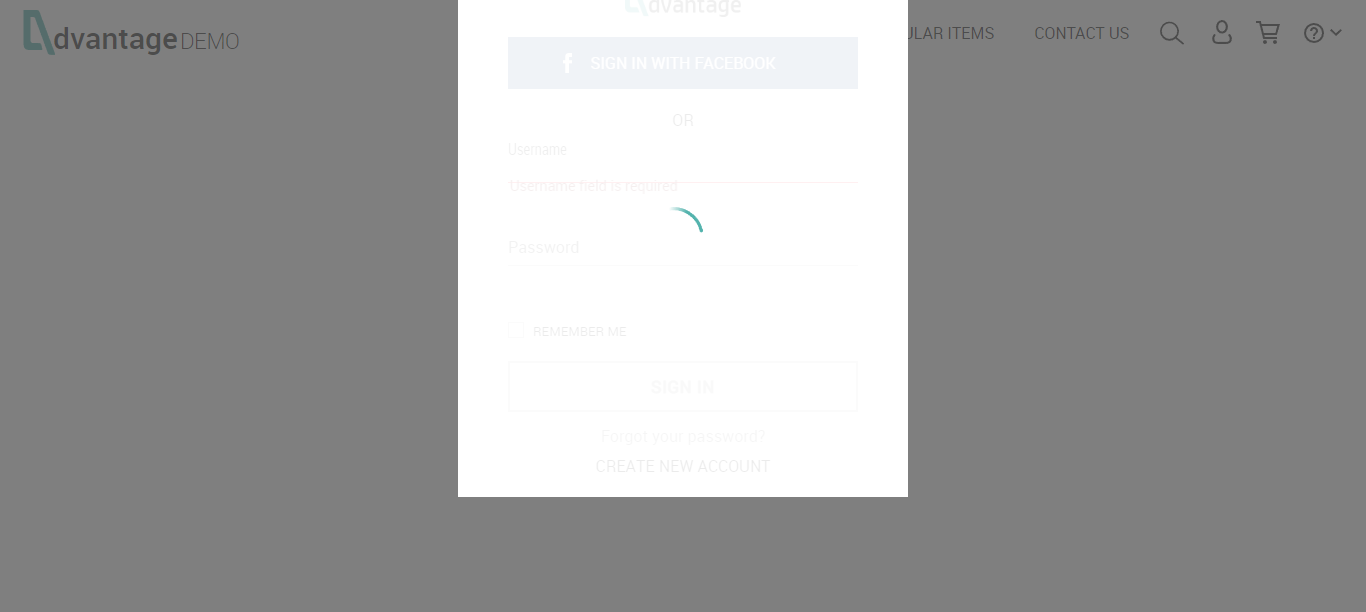 dvantage DEMO
dvantage
ULAR ITEMS
CONTACT US
SIGN IN WITH FACEBOOK
OR
Username
Username field is required
Password
REMEMBER ME
SIGN IN
Forgot your password?
CREATE NEW ACCOUNT